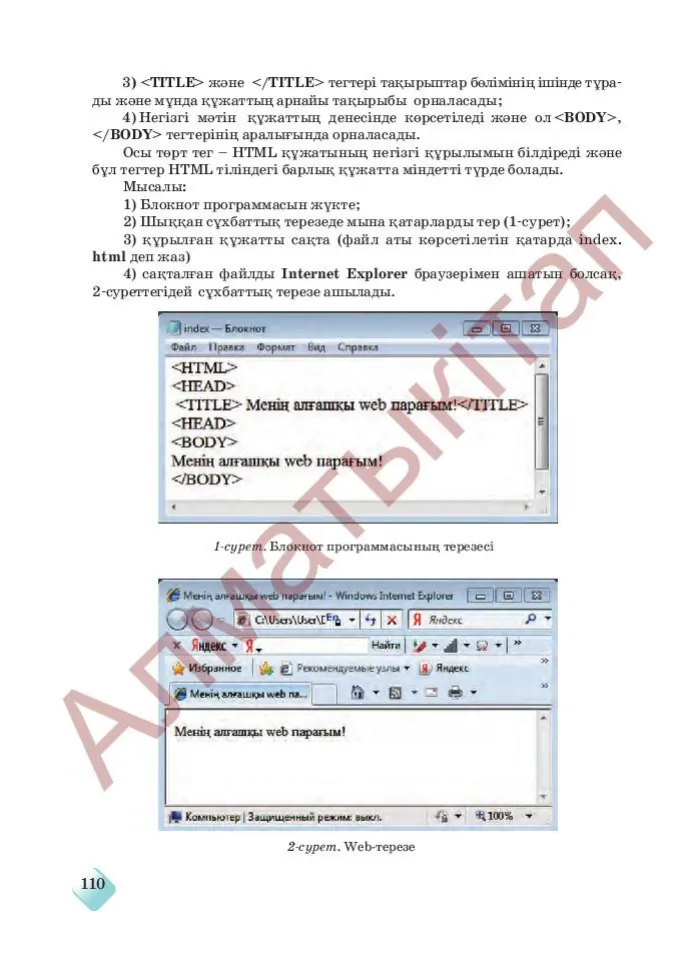 3) <TITLE> және </TITLE> тегтері тақырыптар бөлімінің ішінде тұра-
ды және мұнда құжаттың арнайы тақырыбы орналасады;
4) Негізгі мәтін құжаттың денесінде көрсетіледі және ол <BODY>,
</BODY> тегтерінің аралығында орналасады.
Осы төрт тег – HTML құжатының негізгі құрылымын білдіреді және
бұл тегтер HTML тіліндегі барлық құжатта міндетті түрде болады.
Мысалы:
1) Блокнот программасын жүкте;
2) Шыққан сұхбаттық терезеде мына қатарларды тер (1-сурет);
3) құрылған құжатты сақта (файл аты көрсетілетін қатарда index.
html деп жаз)
4) сақталған файлды Internet Explorer браузерімен ашатын болсақ,
2-суреттегідей сұхбаттық терезе ашылады.
index — Блокнот
Файл Правка Формат Вид Справка
<HTML>
<HEAD>
<TITLE> Менің алғашқы web парағым!</TITLE>
<HEAD>
<BODY>
Менің алғашқы web парағым!
</BODY>
1-сурет. Блокнот программасының терезесі
Менің алғашқы web парағым! - Windows Internet Explorer
C:\Users\User\
Яндекс
Яндекс Я Найти
Избранное Рекомендуемые узлы Яндекс
Менің алғашқы web па...
Менің алғашқы web парағым!
Компьютер | Защищенный режим: выкл. 100%
2-сурет. Web-терезе
110
Алматыкітап